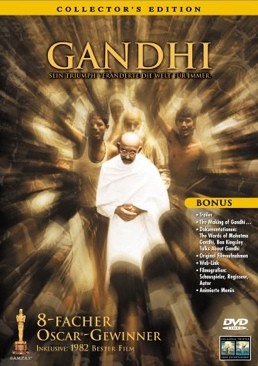 COLLECTOR'S EDITION
GANDHI
SEIN TRIUMPH VERÄNDERTE DIE WELT FÜR IMMER.
BONUS
• Trailer
• The Making of Gandhi...
• Dokumentationen:
The Words of Mahatma
Gandhi, Ben Kingsley
Talks About Gandhi
• Original Filmaufnahmen
• Web Link
• Filmografien:
Schauspieler, Regisseur,
Autor
• Animierte Menüs
8-FACHER
OSCAR-GEWINNER
INKLUSIVE: 1982 BESTER FILM
DVD
VIDEO